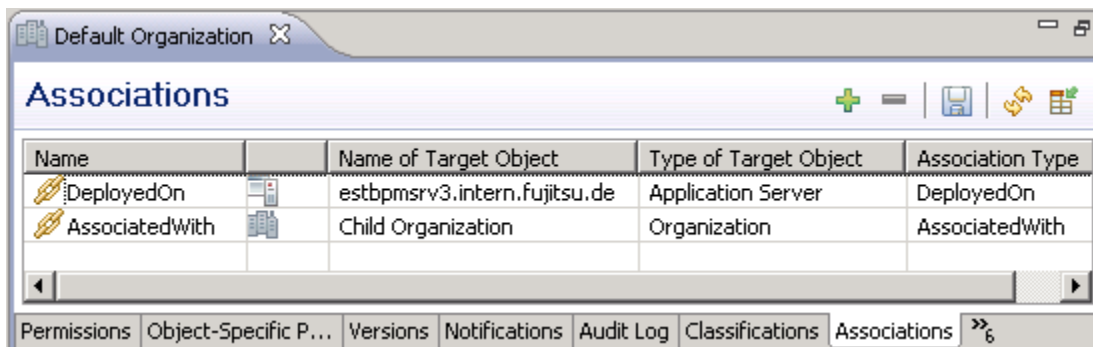 Default Organization
Associations
Name Name of Target Object Type of Target Object Association Type
DeployedOn estbpmsrv3.intern.fujitsu.de Application Server DeployedOn
AssociatedWith Child Organization Organization AssociatedWith
Permissions Object-Specific P... Versions Notifications Audit Log Classifications Associations »6